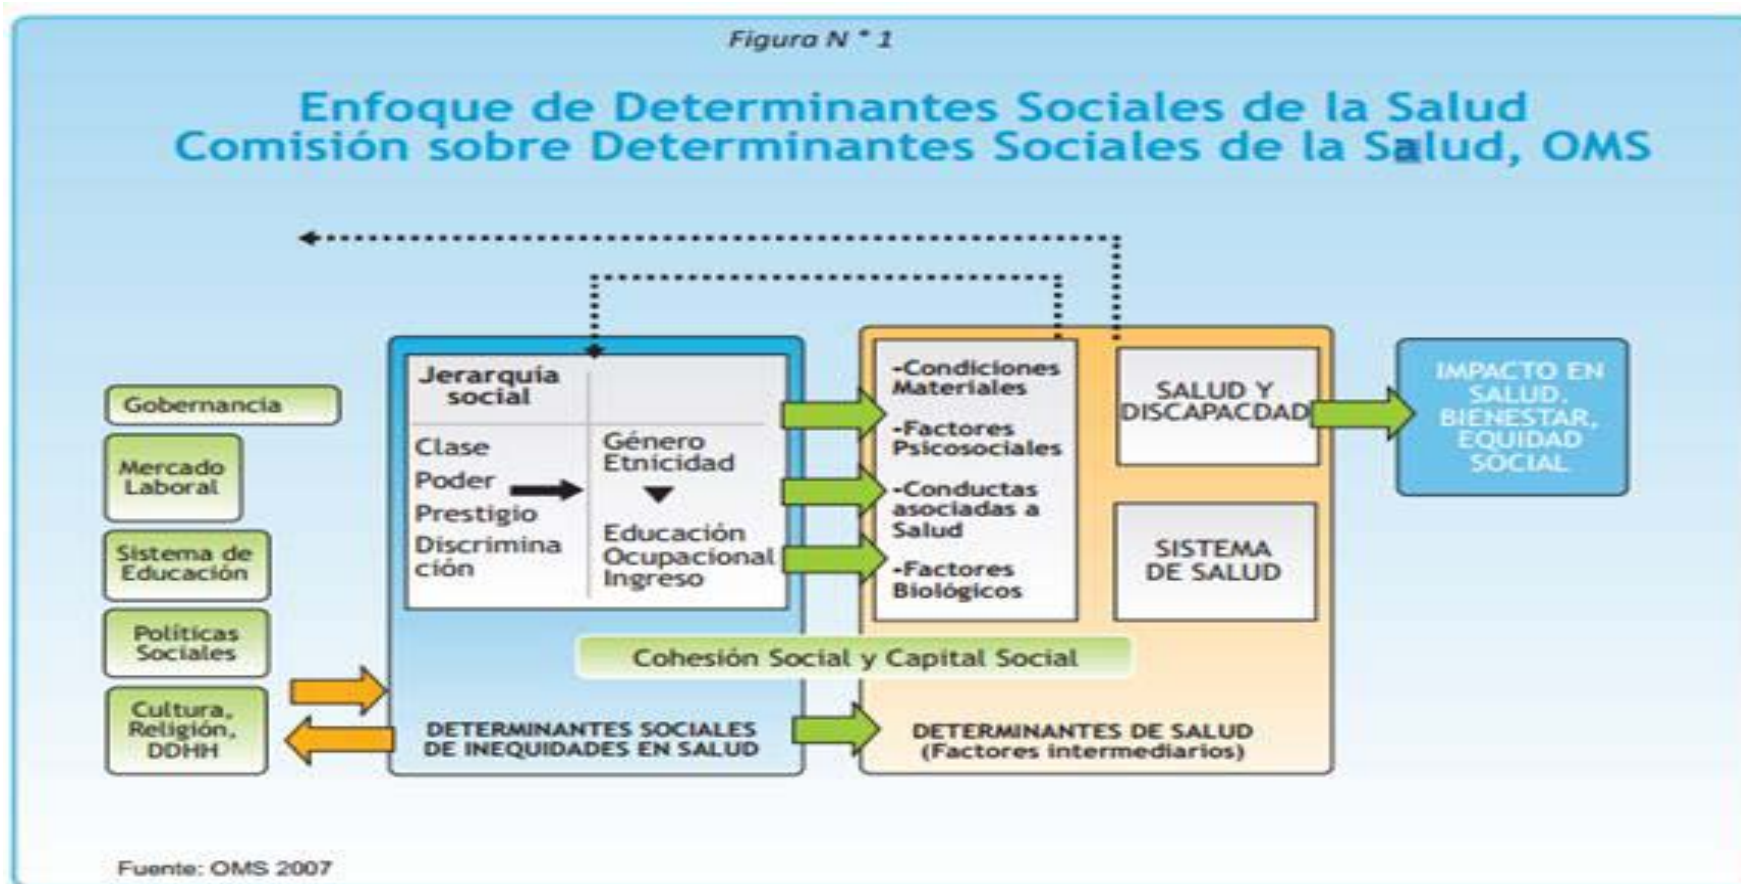 Figura N ° 1
Enfoque de Determinantes Sociales de la Salud
Comisión sobre Determinantes Sociales de la Salud, OMS
Gobernancia
Mercado
Laboral
Sistema de
Educación
Políticas
Sociales
Cultura,
Religión,
DDHH
Jerarquía
social
Clase
Poder
Prestigio
Discrimina
ción
Género
Etnicidad
Educación
Ocupacional
Ingreso
-Condiciones
Materiales
-Factores
Psicosociales
-Conductas
asociadas a
Salud
-Factores
Biológicos
SALUD Y
DISCAPACDAD
SISTEMA
DE SALUD
IMPACTO EN
SALUD.
BIENESTAR,
EQUIDAD
SOCIAL
Cohesión Social y Capital Social
DETERMINANTES SOCIALES
DE INEQUIDADES EN SALUD
DETERMINANTES DE SALUD
(Factores intermediarios)
Fuente: OMS 2007